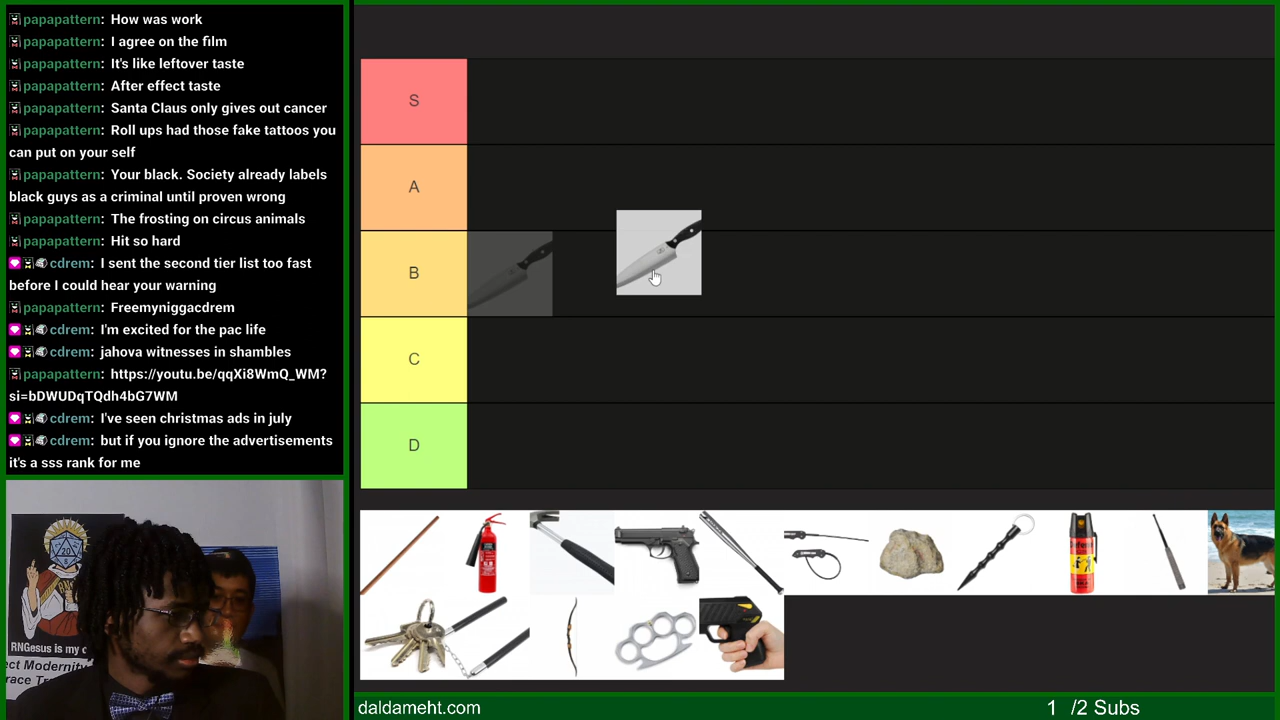 papapattern: How was work
papapattern: I agree on the film
papapattern: It's like leftover taste
papapattern: After effect taste
papapattern: Santa Claus only gives out cancer
papapattern: Roll ups had those fake tattoos you
can put on your self
papapattern: Your black. Society already labels
black guys as a criminal until proven wrong
papapattern: The frosting on circus animals
papapattern: Hit so hard
cdrem: I sent the second tier list too fast
before I could hear your warning
papapattern: Freemyniggacdrem
cdrem: I'm excited for the pac life
cdrem: jahova witnesses in shambles
papapattern: https://youtu.be/qqXi8WmQ_WM?
si=bDWUDqTQdh4bG7WM
cdrem: I've seen christmas ads in july
cdrem: but if you ignore the advertisements
it's a sss rank for me
S
A
B
C
D
20
RNGesus is my
ect Modernity
race Tr
daldameht.com
1 /2 Subs